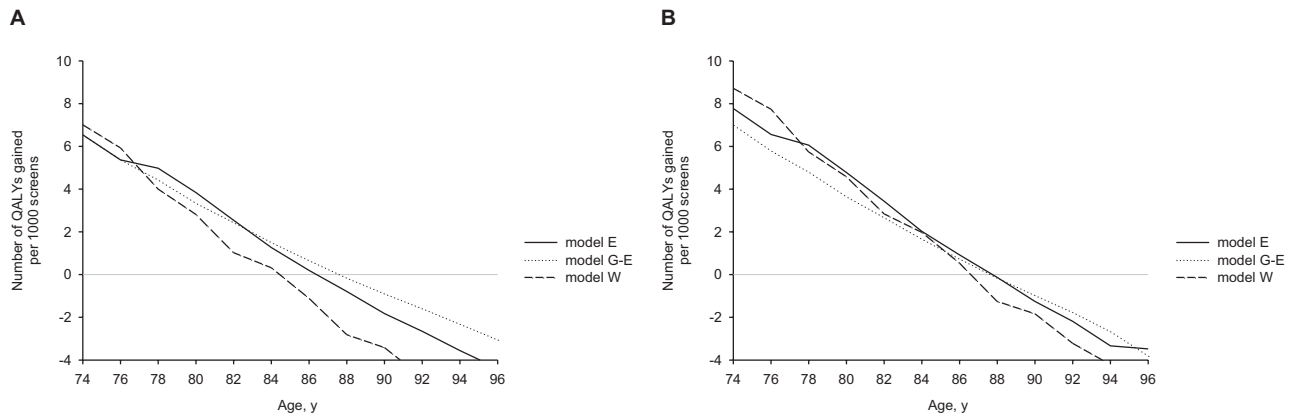 A
Number of QALYs gained
per 1000 screens
10
8
6
4
2
0
-2
-4
74 76 78 80 82 84 86 88 90 92 94 96
Age, y
model E
model G-E
model W
B
Number of QALYs gained
per 1000 screens
10
8
6
4
2
0
-2
-4
74 76 78 80 82 84 86 88 90 92 94 96
Age, y
model E
model G-E
model W